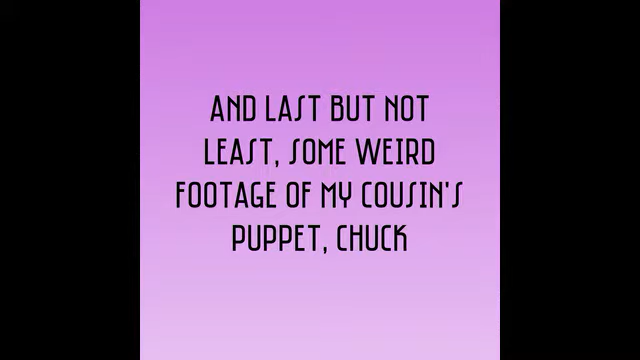 AND LAST BUT NOT
LEAST, SOME WEIRD
FOOTAGE OF MY COUSIN'S
PUPPET, CHUCK